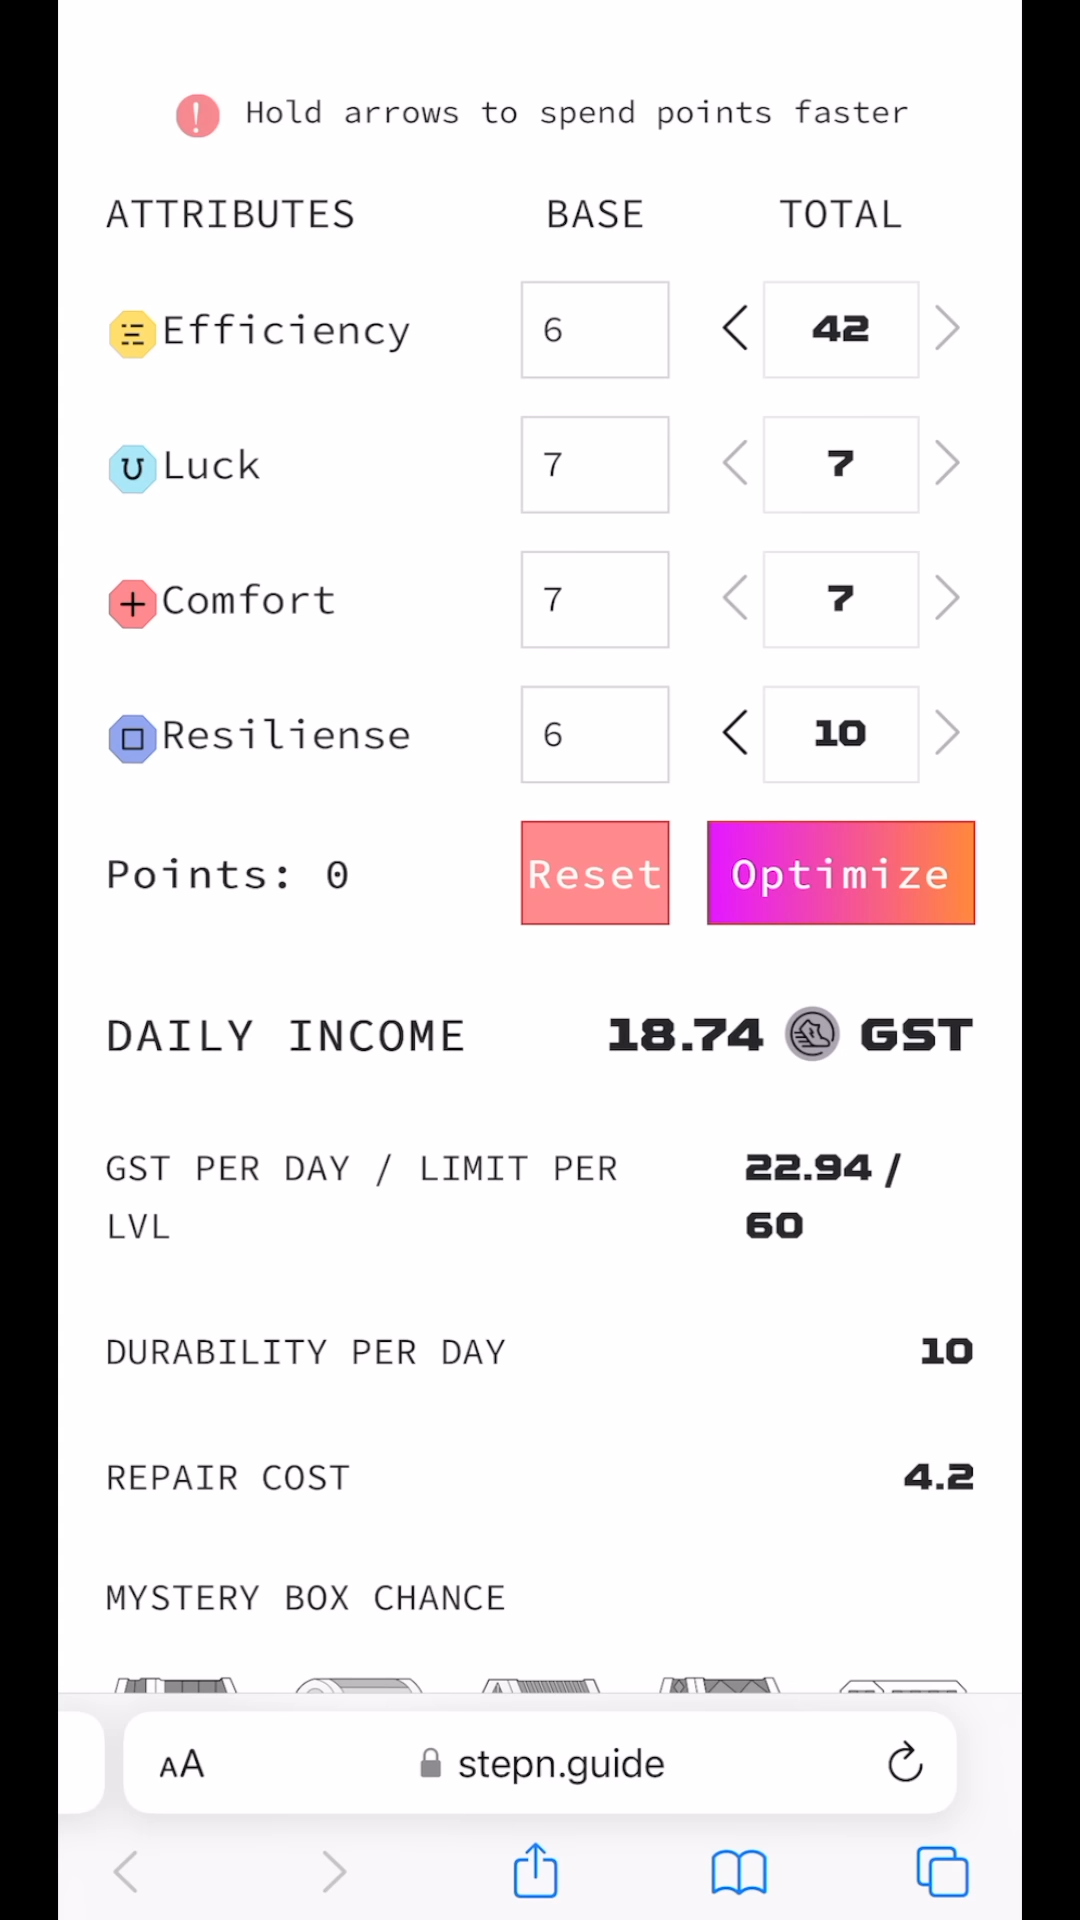 Hold arrows to spend points faster
ATTRIBUTES BASE TOTAL
Efficiency 6 42
Luck 7 7
Comfort 7 7
Resiliense 6 10
Points: 0 Reset Optimize
DAILY INCOME 18.74 GST
GST PER DAY / LIMIT PER LVL 22.94 / 60
DURABILITY PER DAY 10
REPAIR COST 4.2
MYSTERY BOX CHANCE
AA stepn.guide